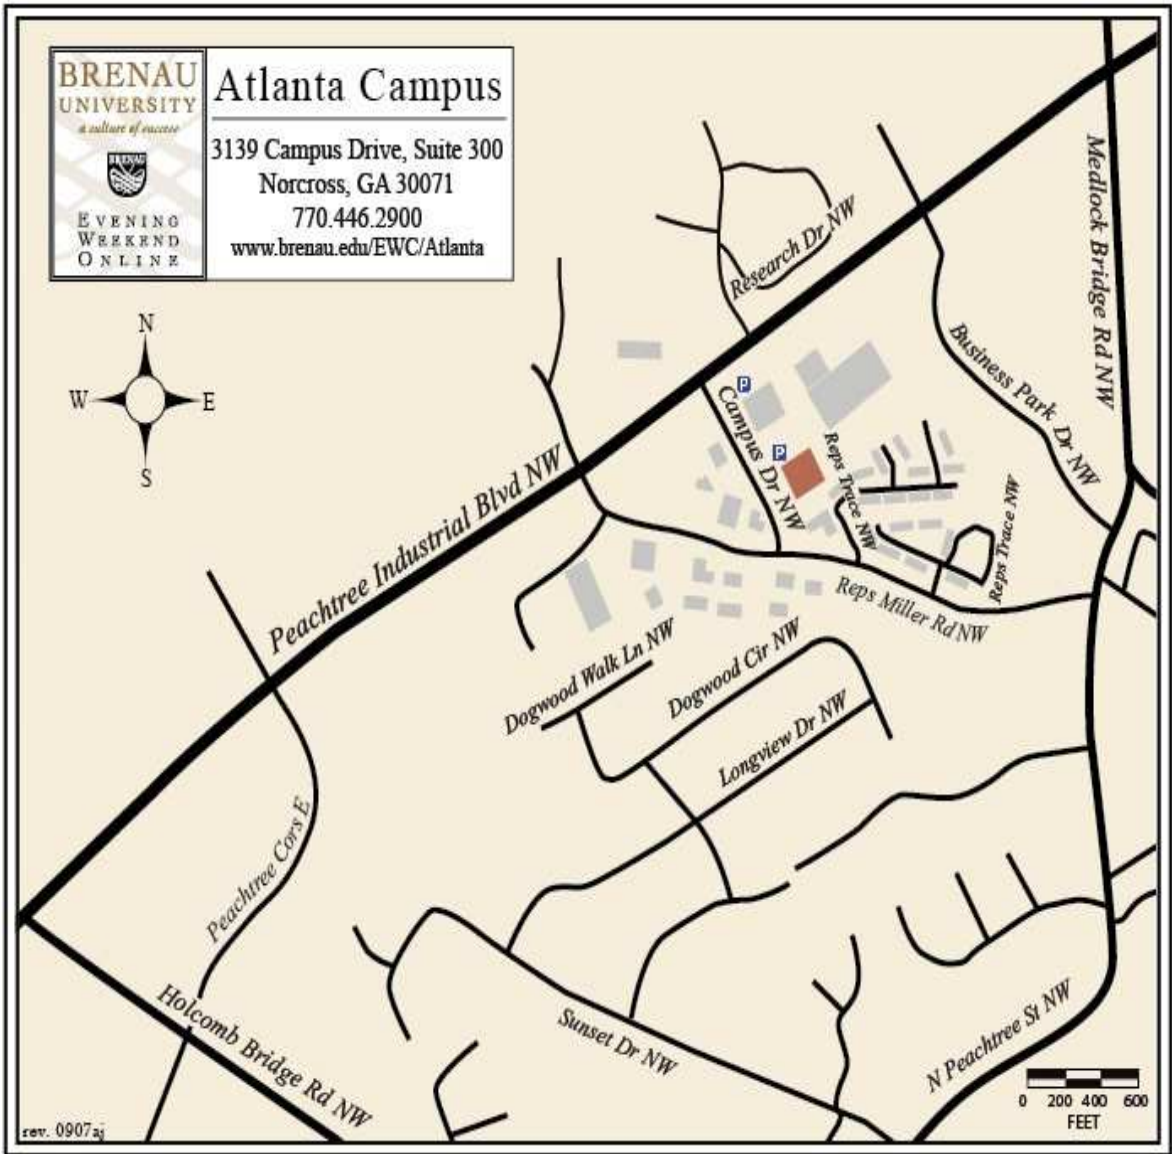 BRENAU
UNIVERSITY
a culture of success
BRENAU
EVENING
WEEKEND
ONLINE
Atlanta Campus
3139 Campus Drive, Suite 300
Norcross, GA 30071
770.446.2900
www.brenau.edu/EWC/Atlanta
N
W
E
S
Medlock Bridge Rd NW
Research Dr NW
Business Park Dr NW
P
Campus Dr NW
P
Reps Trace NW
Reps Trace NW
Peachtree Industrial Blvd NW
Reps Miller Rd NW
Dogwood Walk Ln NW
Dogwood Cir NW
Longview Dr NW
Peachtree Cors E
Holcomb Bridge Rd NW
Sunset Dr NW
N Peachtree St NW
0 200 400 600
FEET
rev. 0907aj